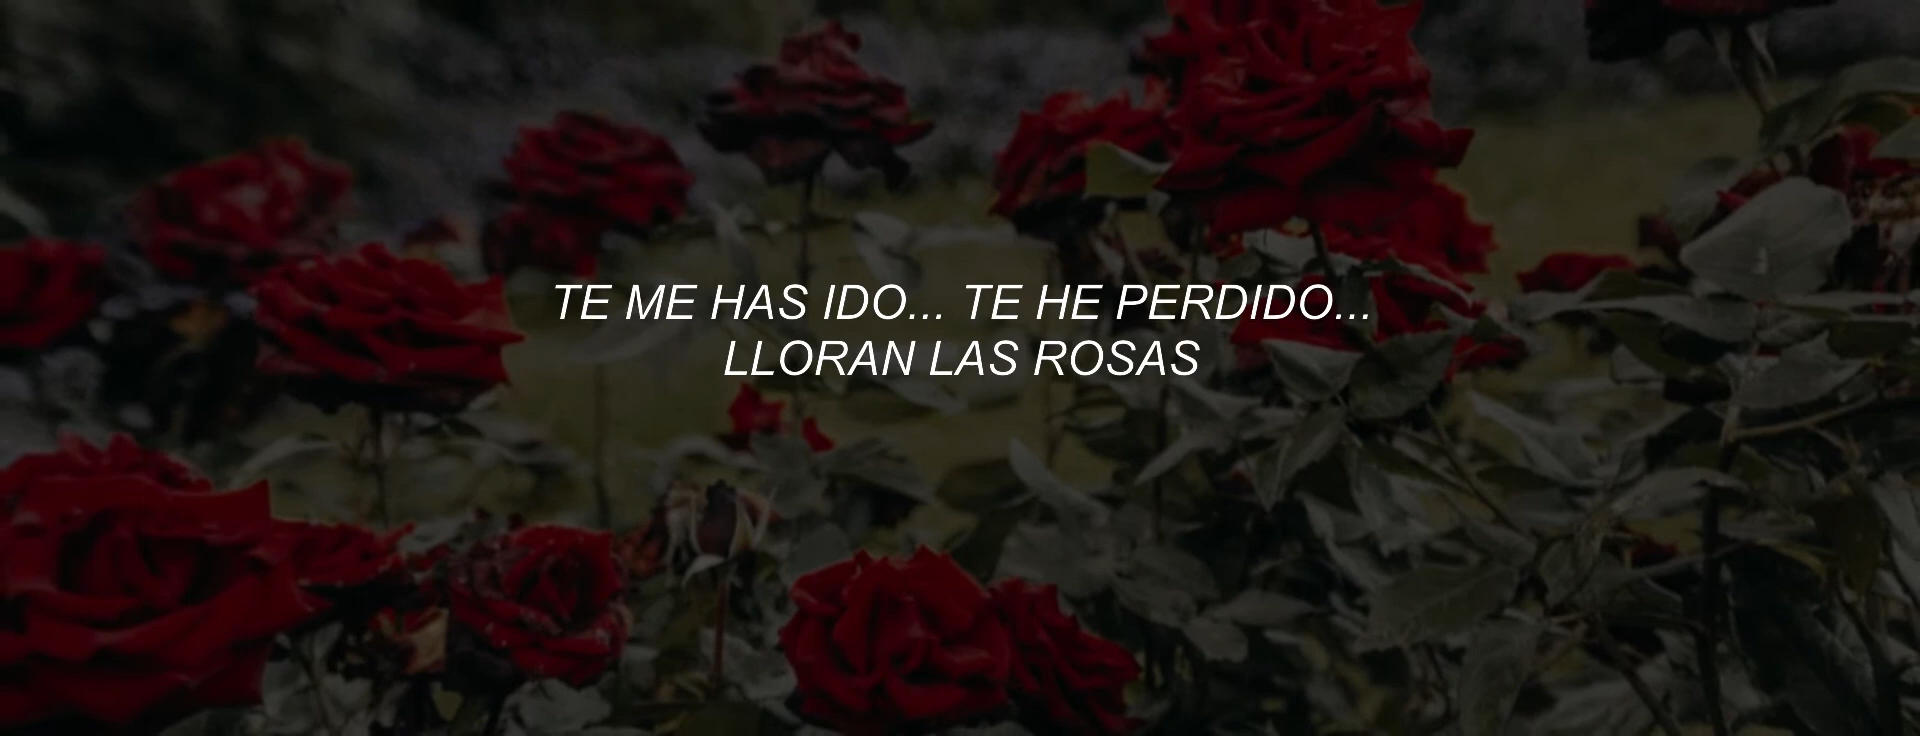 TE ME HAS IDO... TE HE PERDIDO...
LLORAN LAS ROSAS